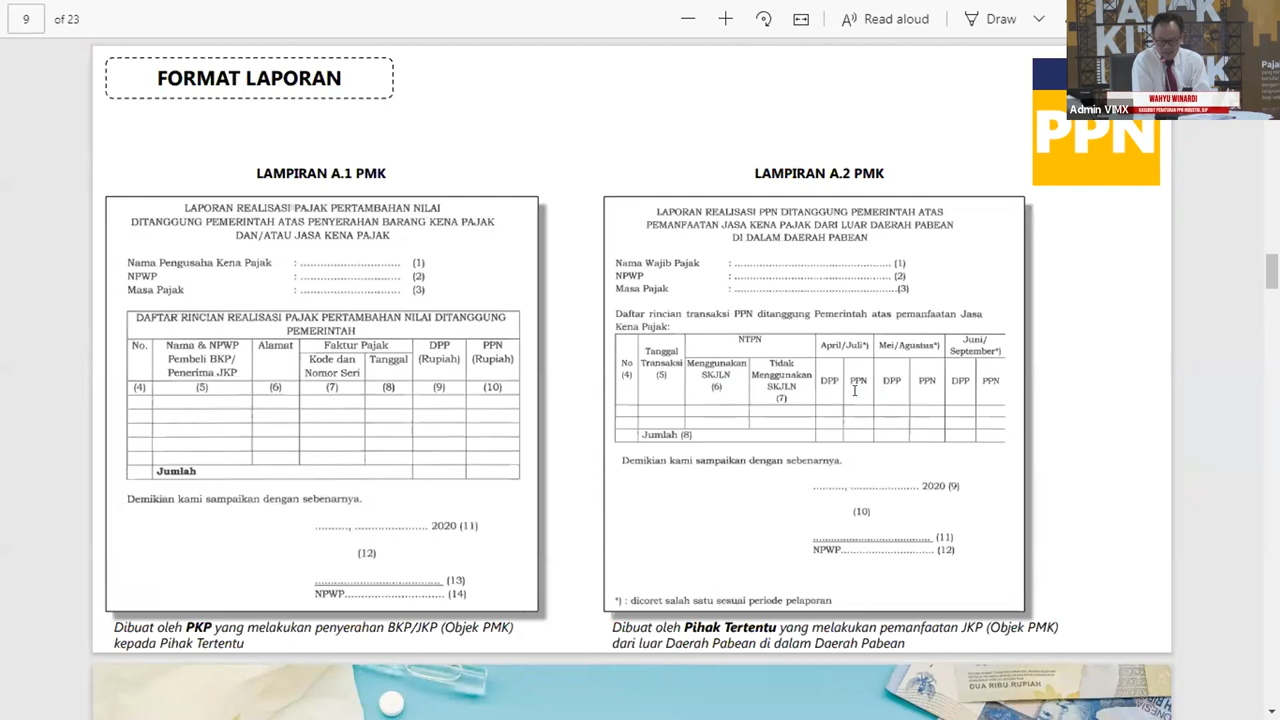 9 of 23
Read aloud
Draw
PAJAK
KITA
Paja
WAHYU WINARDI
KASUBDIT PERATURAN PPN INDUSTRI, DJP
Admin VIMX
FORMAT LAPORAN
PPN
LAMPIRAN A.1 PMK
LAPORAN REALISASI PAJAK PERTAMBAHAN NILAI
DITANGGUNG PEMERINTAH ATAS PENYERAHAN BARANG KENA PAJAK
DAN/ATAU JASA KENA PAJAK
Nama Pengusaha Kena Pajak : ............................ (1)
NPWP : ............................ (2)
Masa Pajak : ............................ (3)
DAFTAR RINCIAN REALISASI PAJAK PERTAMBAHAN NILAI DITANGGUNG
PEMERINTAH
No. Nama & NPWP Alamat Faktur Pajak DPP PPN
Pembeli BKP/ Kode dan Tanggal (Rupiah) (Rupiah)
Penerima JKP Nomor Seri
(4) (5) (6) (7) (8) (9) (10)
Jumlah
Demikian kami sampaikan dengan sebenarnya.
.........., ..................... 2020 (11)
(12)
..................................... (13)
NPWP............................. (14)
Dibuat oleh PKP yang melakukan penyerahan BKP/JKP (Objek PMK)
kepada Pihak Tertentu
LAMPIRAN A.2 PMK
LAPORAN REALISASI PPN DITANGGUNG PEMERINTAH ATAS
PEMANFAATAN JASA KENA PAJAK DARI LUAR DAERAH PABEAN
DI DALAM DAERAH PABEAN
Nama Wajib Pajak : ............................................. (1)
NPWP : ............................................. (2)
Masa Pajak : .............................................(3)
Daftar rincian transaksi PPN ditanggung Pemerintah atas pemanfaatan Jasa
Kena Pajak:
No (4) Tanggal Transaksi (5) NTPN April/Juli*) Mei/Agustus*) Juni/ September*)
Menggunakan SKJLN (6) Tidak Menggunakan SKJLN (7) DPP PPN DPP PPN DPP PPN
Jumlah (8)
Demikian kami sampaikan dengan sebenarnya.
.........., ..................... 2020 (9)
(10)
................................... (11)
NPWP........................... (12)
*) : dicoret salah satu sesuai periode pelaporan
Dibuat oleh Pihak Tertentu yang melakukan pemanfaatan JKP (Objek PMK)
dari luar Daerah Pabean di dalam Daerah Pabean
DUA RIBU RUPIAH